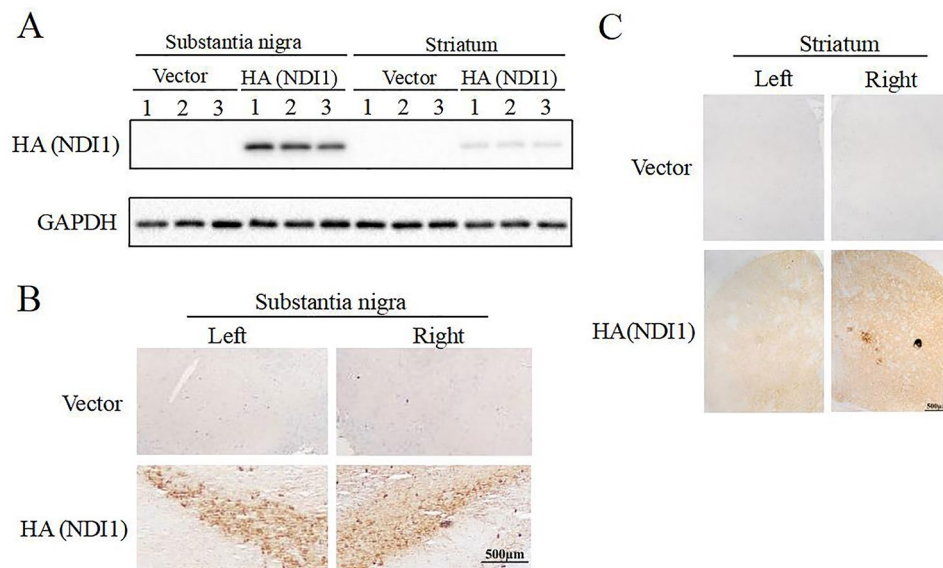 A
Substantia nigra
Striatum
Vector
HA (NDI1)
Vector
HA (NDI1)
1 2 3 1 2 3 1 2 3 1 2 3
HA (NDI1)
GAPDH
B
Substantia nigra
Left
Right
Vector
HA (NDI1)
500μm
C
Striatum
Left
Right
Vector
HA(NDI1)